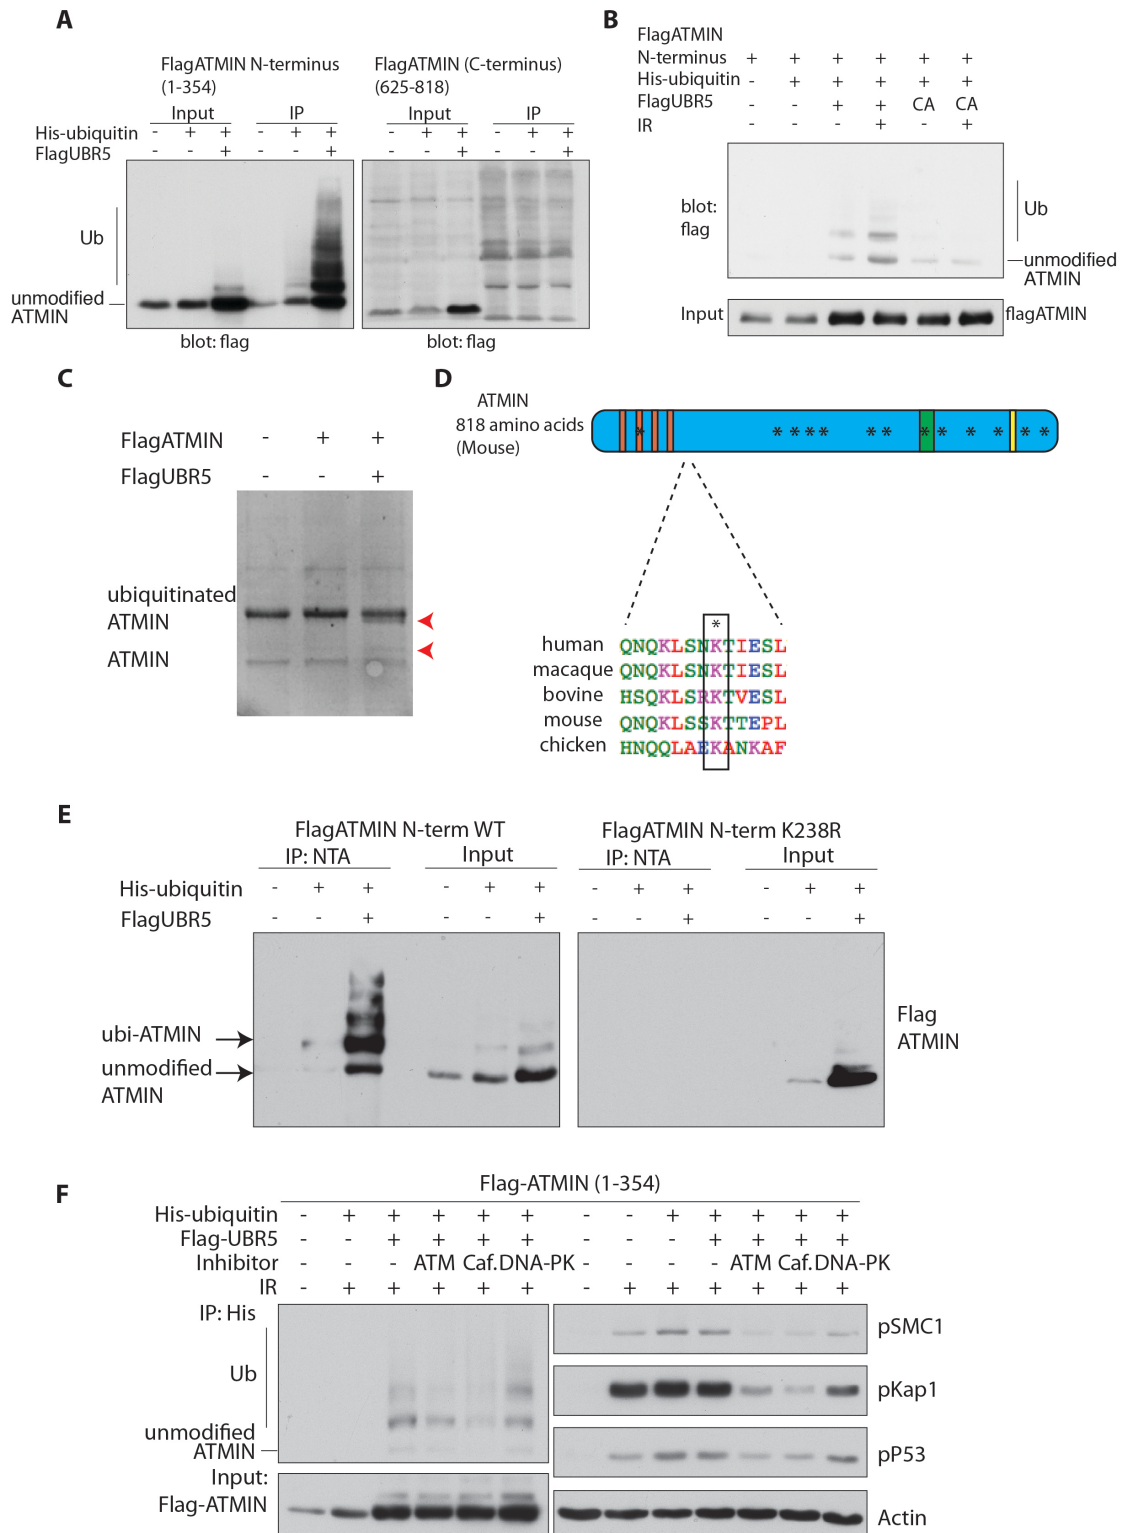 A
FlagATMIN N-terminus
(1-354)
FlagATMIN (C-terminus)
(625-818)
Input IP Input IP
His-ubiquitin - + + - + + - + + - + +
FlagUBR5 - - + - - + - - + - - +
Ub
unmodified
ATMIN
blot: flag blot: flag
B
FlagATMIN
N-terminus + + + + + +
His-ubiquitin - + + + + +
FlagUBR5 - - + + CA CA
IR - - - + - +
blot:
flag
Ub
unmodified
ATMIN
Input flagATMIN
C
FlagATMIN - + +
FlagUBR5 - - +
ubiquitinated
ATMIN
ATMIN
D
ATMIN
818 amino acids
(Mouse)
* * * * * * * * * * * * *
*
human QNQKLSNKTIESL
macaque QNQKLSNKTIESL
bovine HSQKLSRKTVESL
mouse QNQKLSSKTTEPL
chicken HNQQLAEKANKAF
E
FlagATMIN N-term WT FlagATMIN N-term K238R
IP: NTA Input IP: NTA Input
His-ubiquitin - + + - + + - + + - + +
FlagUBR5 - - + - - + - - + - - +
ubi-ATMIN
unmodified
ATMIN
Flag
ATMIN
F
Flag-ATMIN (1-354)
His-ubiquitin - + + + + + - - + + + + +
Flag-UBR5 - - + + + + - - - + + + +
Inhibitor - - - ATM Caf. DNA-PK - - - - ATM Caf. DNA-PK
IR - + + + + + - + + + + + +
IP: His
Ub
unmodified
ATMIN
Input:
Flag-ATMIN
pSMC1
pKap1
pP53
Actin